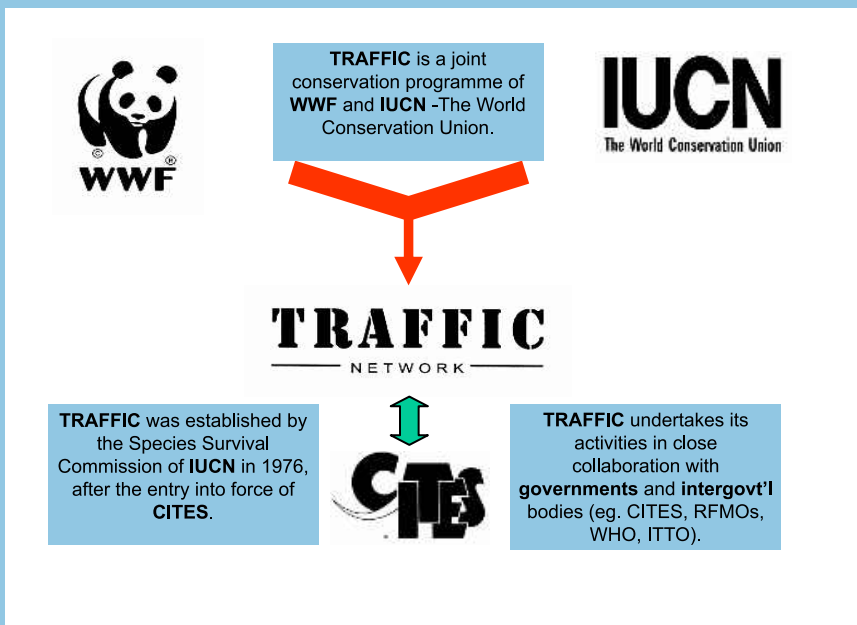 TRAFFIC is a joint
conservation programme of
WWF and IUCN -The World
Conservation Union.
©
®
WWF
IUCN
The World Conservation Union
TRAFFIC
NETWORK
TRAFFIC was established by
the Species Survival
Commission of IUCN in 1976,
after the entry into force of
CITES.
CITES
TRAFFIC undertakes its
activities in close
collaboration with
governments and intergovt'l
bodies (eg. CITES, RFMOs,
WHO, ITTO).